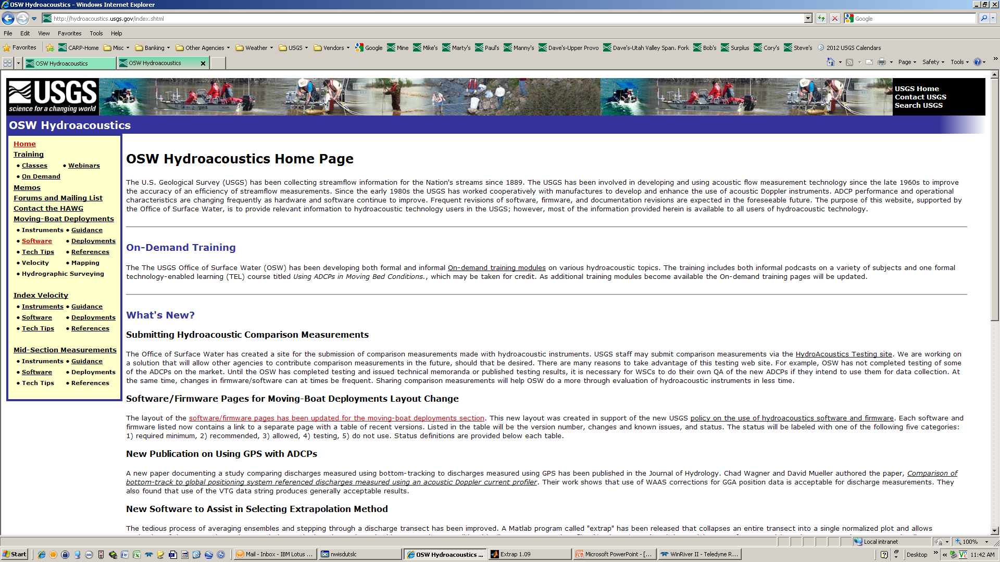 OSW Hydroacoustics - Windows Internet Explorer
http://hydroacoustics.usgs.gov/index.shtml
Google
File Edit View Favorites Tools Help
Favorites CARP-Home Misc Banking Other Agencies Weather USGS Vendors Google Mine Mike's Marty's Paul's Manny's Dave's-Upper Provo Dave's-Utah Valley Span. Fork Bob's Surplus Cory's Steve's 2012 USGS Calendars
OSW Hydroacoustics OSW Hydroacoustics Page Safety Tools
USGS
science for a changing world
USGS Home
Contact USGS
Search USGS
OSW Hydroacoustics
Home
Training
• Classes • Webinars
• On Demand
Memos
Forums and Mailing List
Contact the HAWG
Moving-Boat Deployments
• Instruments • Guidance
• Software • Deployments
• Tech Tips • References
• Velocity • Mapping
• Hydrographic Surveying
Index Velocity
• Instruments • Guidance
• Software • Deployments
• Tech Tips • References
Mid-Section Measurements
• Instruments • Guidance
• Software • Deployments
• Tech Tips • References
OSW Hydroacoustics Home Page
The U.S. Geological Survey (USGS) has been collecting streamflow information for the Nation's streams since 1889. The USGS has been involved in developing and using acoustic flow measurement technology since the late 1960s to improve
the accuracy of an efficiency of streamflow measurements. Since the early 1980s the USGS has worked cooperatively with manufactures to develop and enhance the use of acoustic Doppler instruments. ADCP performance and operational
characteristics are changing frequently as hardware and software continue to improve. Frequent revisions of software, firmware, and documentation revisions are expected in the foreseeable future. The purpose of this website, supported by
the Office of Surface Water, is to provide relevant information to hydroacoustic technology users in the USGS; however, most of the information provided herein is available to all users of hydroacoustic technology.
On-Demand Training
The The USGS Office of Surface Water (OSW) has been developing both formal and informal On-demand training modules on various hydroacoustic topics. The training includes both informal podcasts on a variety of subjects and one formal
technology-enabled learning (TEL) course titled Using ADCPs in Moving Bed Conditions., which may be taken for credit. As additional training modules become available the On-demand training pages will be updated.
What's New?
Submitting Hydroacoustic Comparison Measurements
The Office of Surface Water has created a site for the submission of comparison measurements made with hydroacoustic instruments. USGS staff may submit comparison measurements via the HydroAcoustics Testing site. We are working on
a solution that will allow other agencies to contribute comparison measurements in the future, should that be desired. There are many reasons to take advantage of this testing web site. For example, OSW has not completed testing of some
of the ADCPs on the market. Until the OSW has completed testing and issued technical memoranda or published testing results, it is necessary for WSCs to do their own QA of the new ADCPs if they intend to use them for data collection. At
the same time, changes in firmware/software can at times be frequent. Sharing comparison measurements will help OSW do a more through evaluation of hydroacoustic instruments in less time.
Software/Firmware Pages for Moving-Boat Deployments Layout Change
The layout of the software/firmware pages has been updated for the moving-boat deployments section. This new layout was created in support of the new USGS policy on the use of hydroacoustics software and firmware. Each software and
firmware listed now contains a link to a separate page with a table of recent versions. Listed in the table will be the version number, changes and known issues, and status. The status will be labeled with one of the following five categories:
1) required minimum, 2) recommended, 3) allowed, 4) testing, 5) do not use. Status definitions are provided below each table.
New Publication on Using GPS with ADCPs
A new paper documenting a study comparing discharges measured using bottom-tracking to discharges measured using GPS has been published in the Journal of Hydrology. Chad Wagner and David Mueller authored the paper, Comparison of
bottom-track to global positioning system referenced discharges measured using an acoustic Doppler current profiler. Their work shows that use of WAAS corrections for GGA position data is acceptable for discharge measurements. They
also found that use of the VTG data string produces generally acceptable results.
New Software to Assist in Selecting Extrapolation Method
The tedious process of averaging ensembles and stepping through a discharge transect has been improved. A Matlab program called "extrap" has been released that collapses an entire transect into a single normalized plot and allows
Local intranet 100%
Start Mail - Inbox - IBM Lotus ... nwisdutslc OSW Hydroacoustics ... Extrap 1.09 Microsoft PowerPoint - [... WinRiver II - Teledyne R... Desktop 11:42 AM